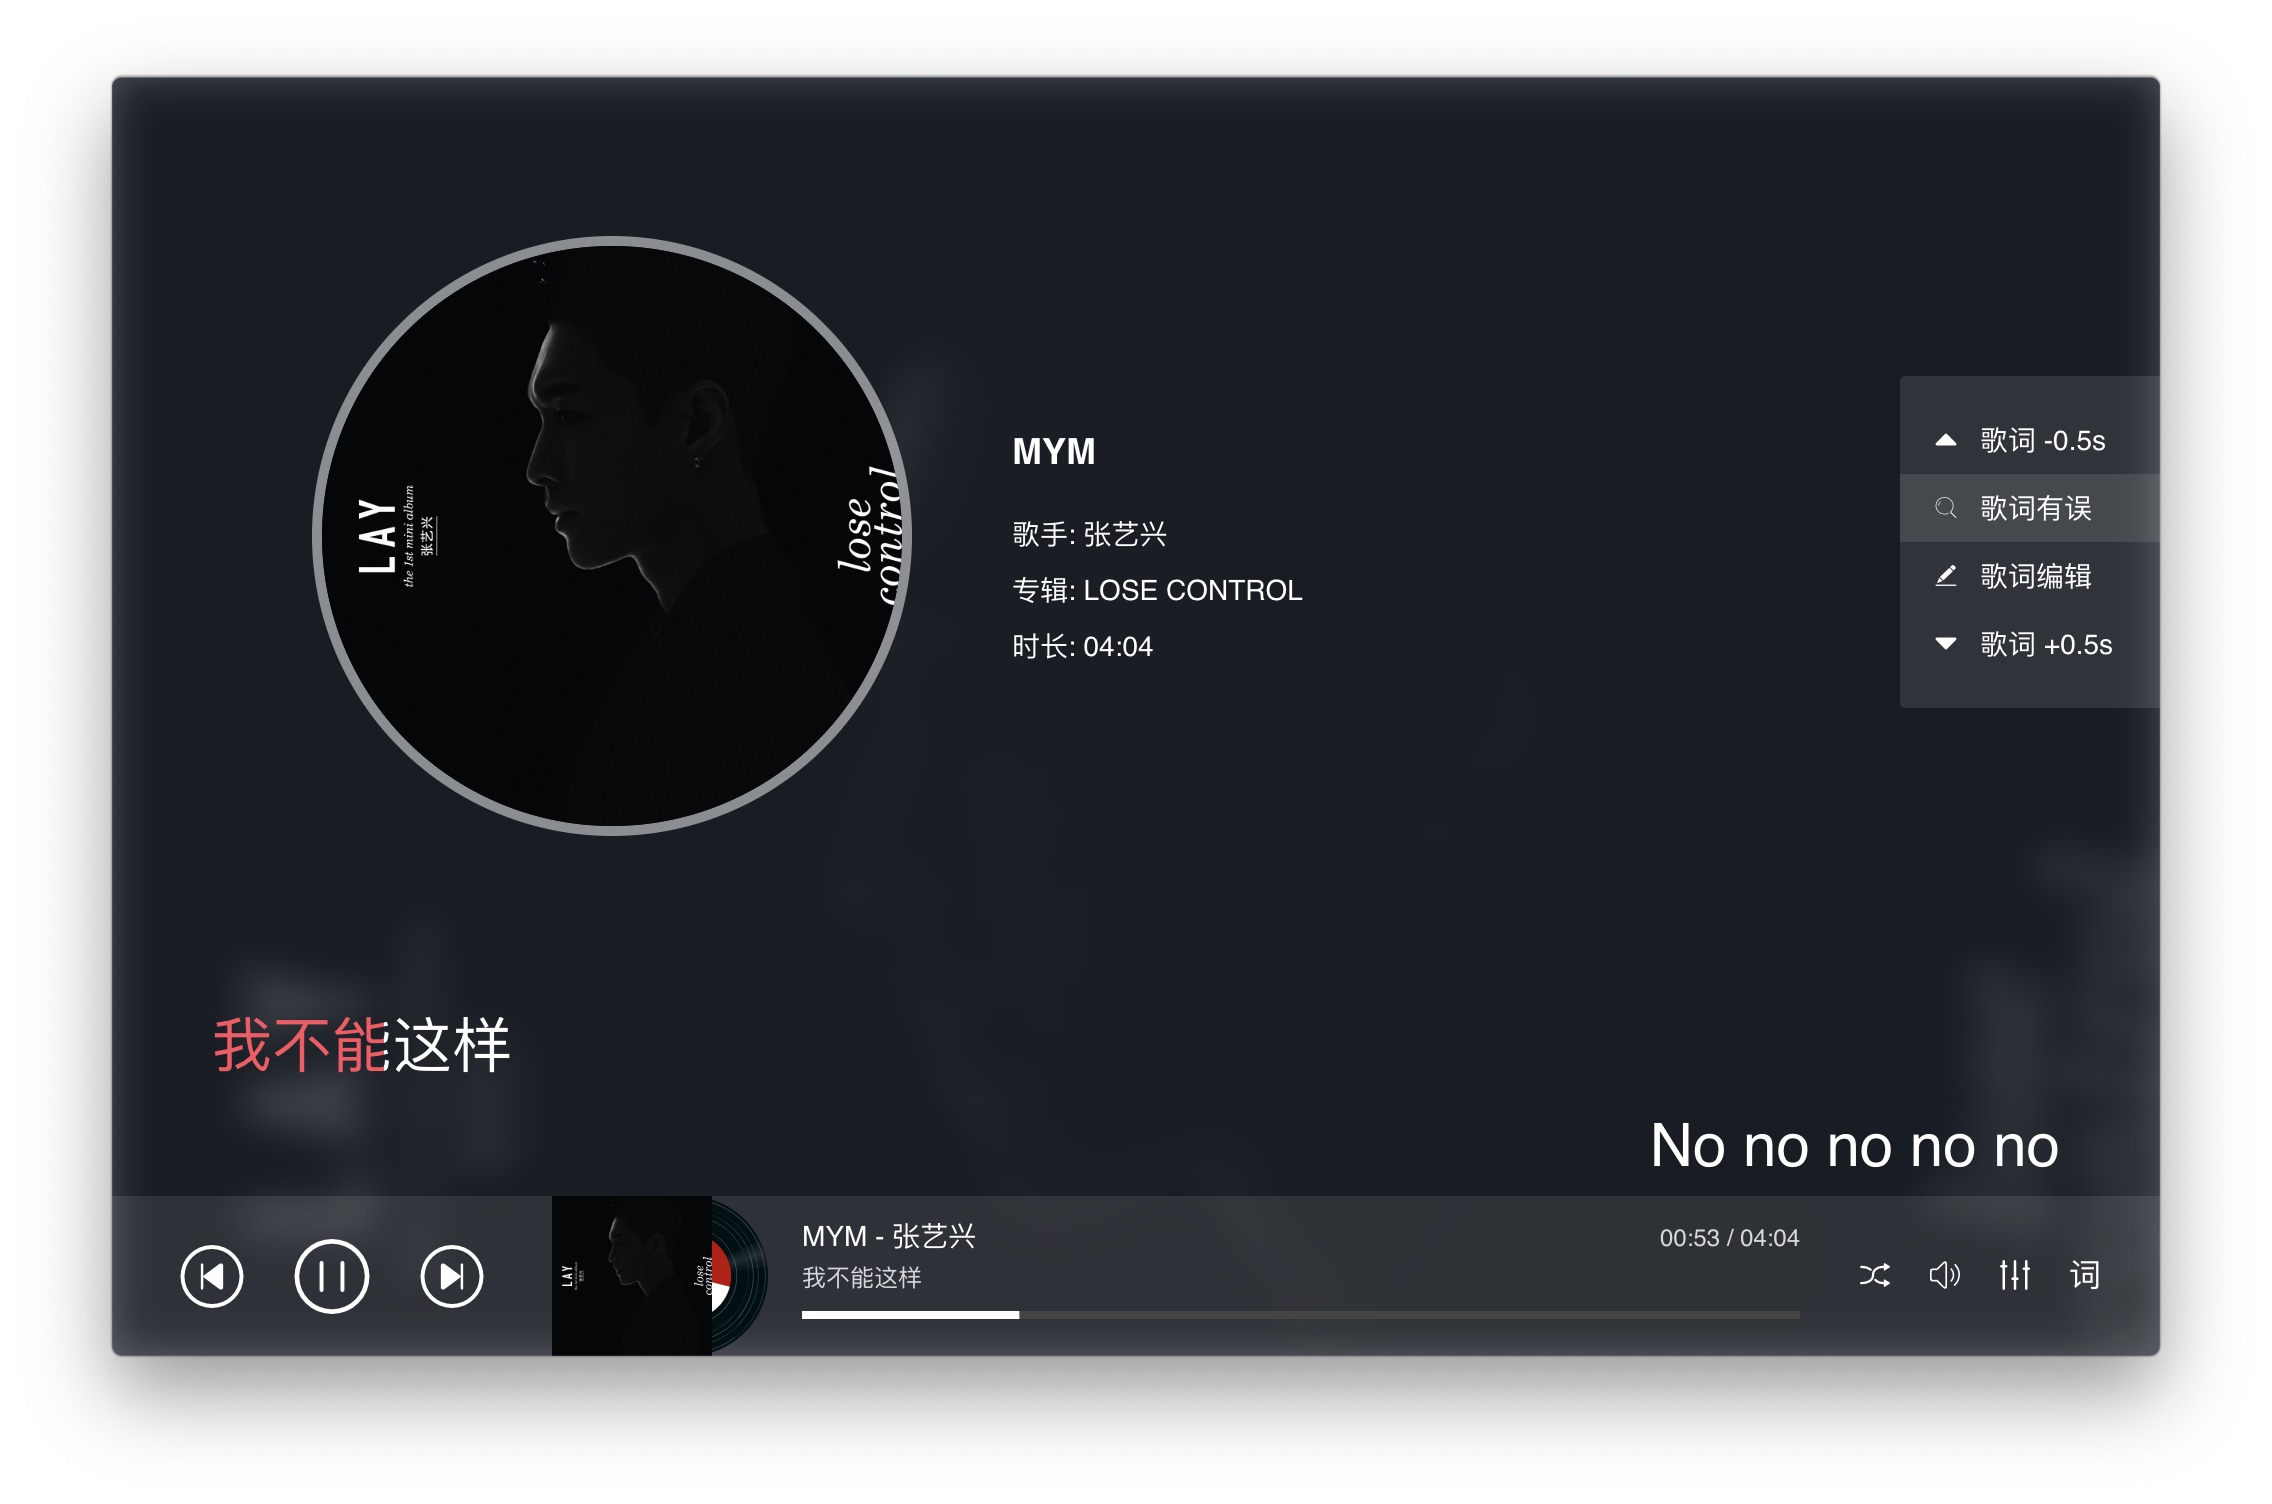 LAY
the 1st mini album
张艺兴
lose
control
MYM
歌手: 张艺兴
专辑: LOSE CONTROL
时长: 04:04
歌词 -0.5s
歌词有误
歌词编辑
歌词 +0.5s
我不能这样
No no no no no
LAY
lose
control
MYM - 张艺兴
00:53 / 04:04
我不能这样
词